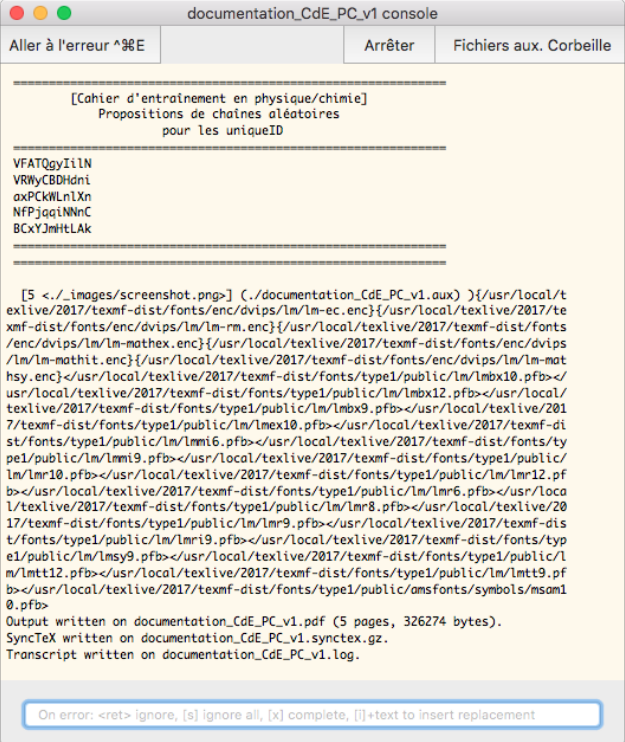 documentation_CdE_PC_v1 console
Aller à l'erreur ^⌘E Arrêter Fichiers aux. Corbeille
============================================================
[Cahier d'entraînement en physique/chimie]
Propositions de chaînes aléatoires
pour les uniqueID
============================================================
VFATQgyIilN
VRWyCBDHdni
axPCkWLnlXn
NfPjqqiNNnC
BCxYJmHtLAk
============================================================
============================================================
[5 <./_images/screenshot.png>] (./documentation_CdE_PC_v1.aux) ){/usr/local/t
exlive/2017/texmf-dist/fonts/enc/dvips/lm/lm-ec.enc}{/usr/local/texlive/2017/te
xmf-dist/fonts/enc/dvips/lm/lm-rm.enc}{/usr/local/texlive/2017/texmf-dist/fonts
/enc/dvips/lm/lm-mathex.enc}{/usr/local/texlive/2017/texmf-dist/fonts/enc/dvips
/lm/lm-mathit.enc}{/usr/local/texlive/2017/texmf-dist/fonts/enc/dvips/lm/lm-mat
hsy.enc}</usr/local/texlive/2017/texmf-dist/fonts/type1/public/lm/lmbx10.pfb></
usr/local/texlive/2017/texmf-dist/fonts/type1/public/lm/lmbx12.pfb></usr/local/
texlive/2017/texmf-dist/fonts/type1/public/lm/lmbx9.pfb></usr/local/texlive/201
7/texmf-dist/fonts/type1/public/lm/lmex10.pfb></usr/local/texlive/2017/texmf-di
st/fonts/type1/public/lm/lmmi6.pfb></usr/local/texlive/2017/texmf-dist/fonts/ty
pe1/public/lm/lmmi9.pfb></usr/local/texlive/2017/texmf-dist/fonts/type1/public/
lm/lmr10.pfb></usr/local/texlive/2017/texmf-dist/fonts/type1/public/lm/lmr12.pf
b></usr/local/texlive/2017/texmf-dist/fonts/type1/public/lm/lmr6.pfb></usr/loca
l/texlive/2017/texmf-dist/fonts/type1/public/lm/lmr8.pfb></usr/local/texlive/20
17/texmf-dist/fonts/type1/public/lm/lmr9.pfb></usr/local/texlive/2017/texmf-dis
t/fonts/type1/public/lm/lmri9.pfb></usr/local/texlive/2017/texmf-dist/fonts/typ
e1/public/lm/lmsy9.pfb></usr/local/texlive/2017/texmf-dist/fonts/type1/public/l
m/lmtt12.pfb></usr/local/texlive/2017/texmf-dist/fonts/type1/public/lm/lmtt9.pf
b></usr/local/texlive/2017/texmf-dist/fonts/type1/public/amsfonts/symbols/msam1
0.pfb>
Output written on documentation_CdE_PC_v1.pdf (5 pages, 326274 bytes).
SyncTeX written on documentation_CdE_PC_v1.synctex.gz.
Transcript written on documentation_CdE_PC_v1.log.
On error: <ret> ignore, [s] ignore all, [x] complete, [i]+text to insert replacement